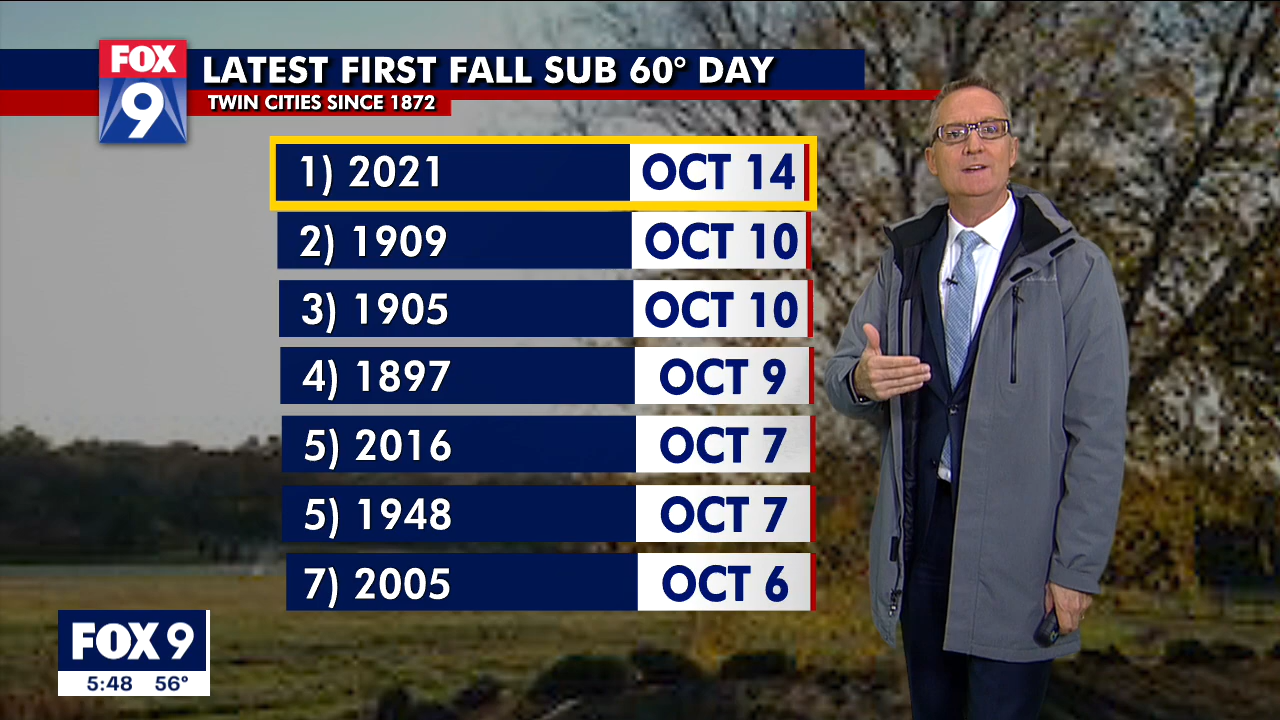 FOX
9
LATEST FIRST FALL SUB 60° DAY
TWIN CITIES SINCE 1872
1) 2021 OCT 14
2) 1909 OCT 10
3) 1905 OCT 10
4) 1897 OCT 9
5) 2016 OCT 7
5) 1948 OCT 7
7) 2005 OCT 6
FOX 9
5:48 56°